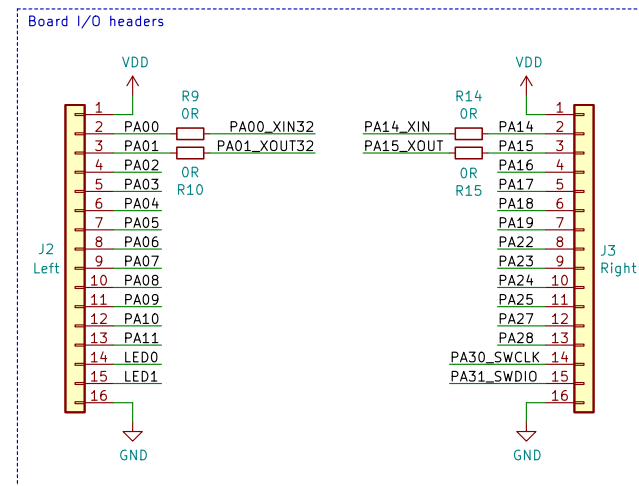 Board I/O headers
VDD
VDD
R9
0R
R14
0R
1
1
2 PA00 PA00_XIN32
PA14_XIN PA14 2
3 PA01 PA01_XOUT32
PA15_XOUT PA15 3
4 PA02
0R
R10
0R
R15
PA16 4
5 PA03
PA17 5
6 PA04
PA18 6
7 PA05
PA19 7
J2
Left
8 PA06
PA22 8
J3
Right
9 PA07
PA23 9
10 PA08
PA24 10
11 PA09
PA25 11
12 PA10
PA27 12
13 PA11
PA28 13
14 LED0
PA30_SWCLK 14
15 LED1
PA31_SWDIO 15
16
16
GND
GND